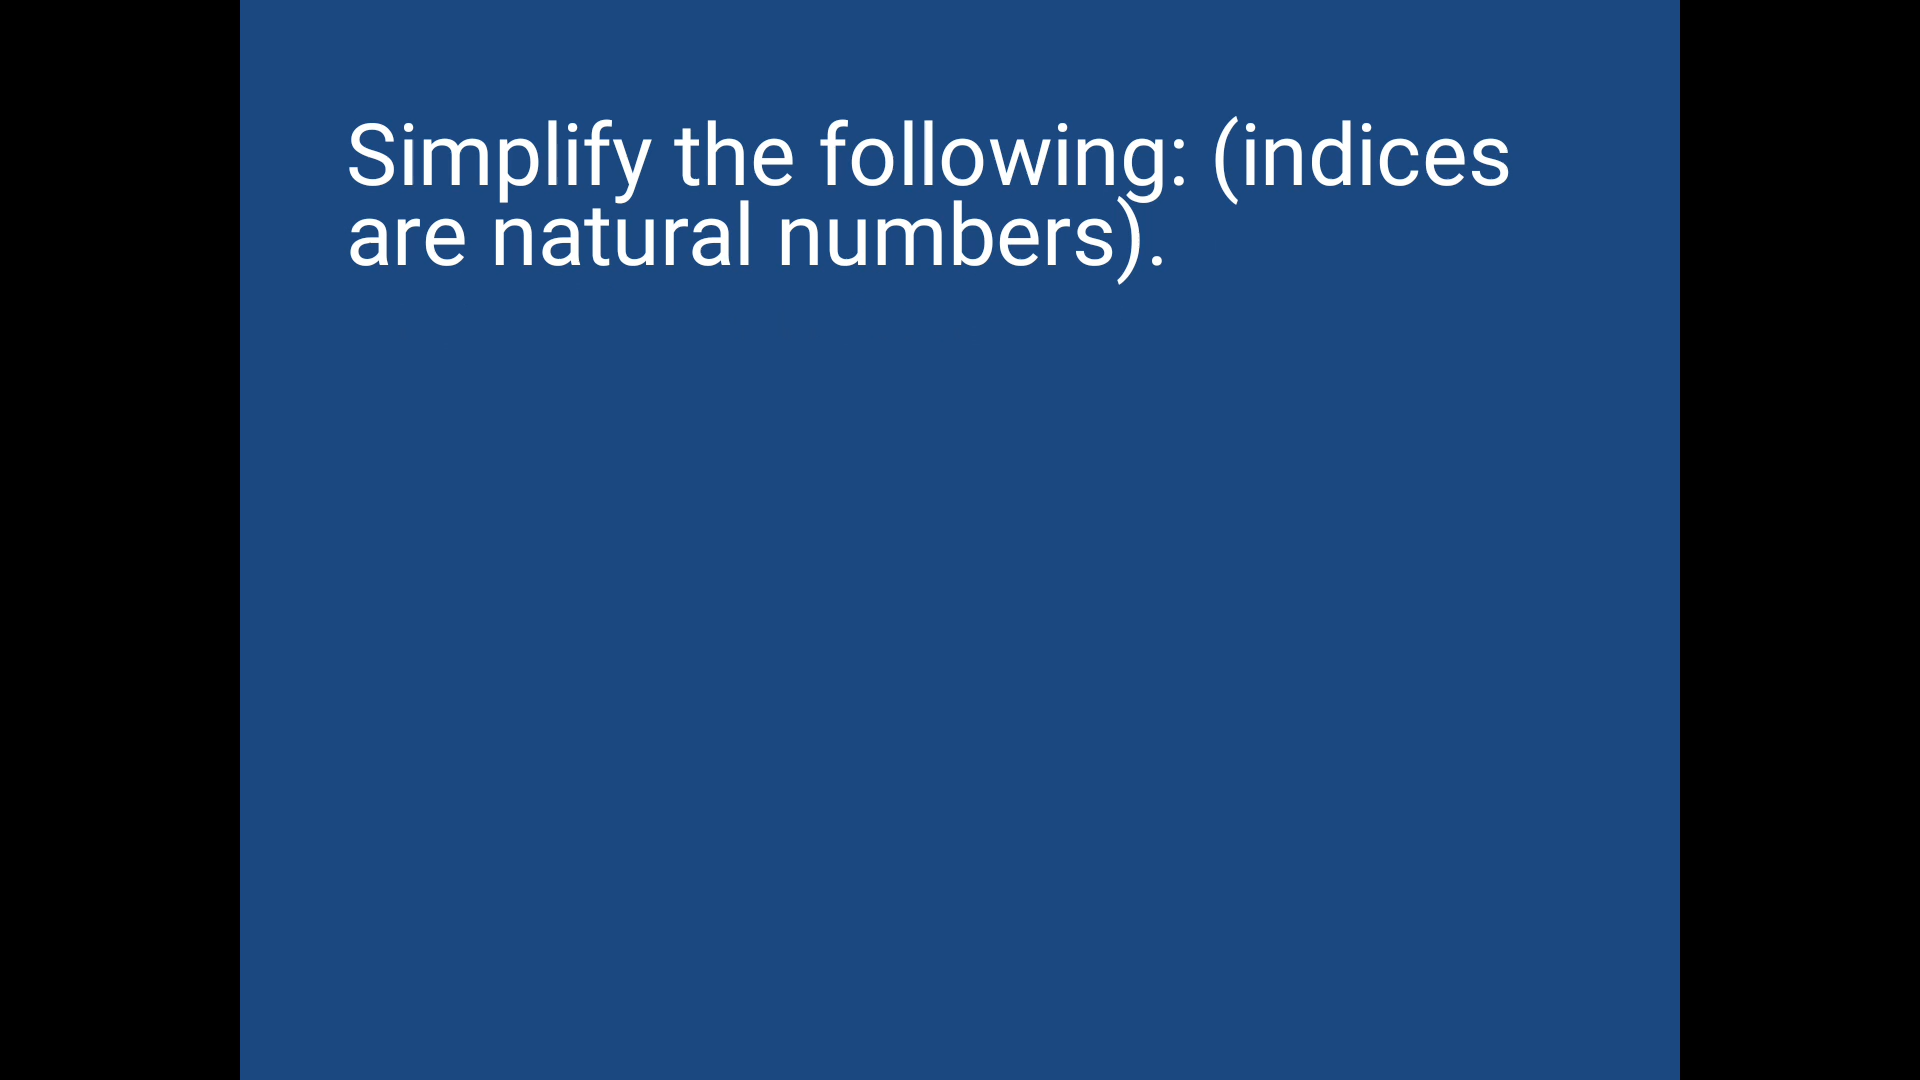 Simplify the following: (indices
are natural numbers).